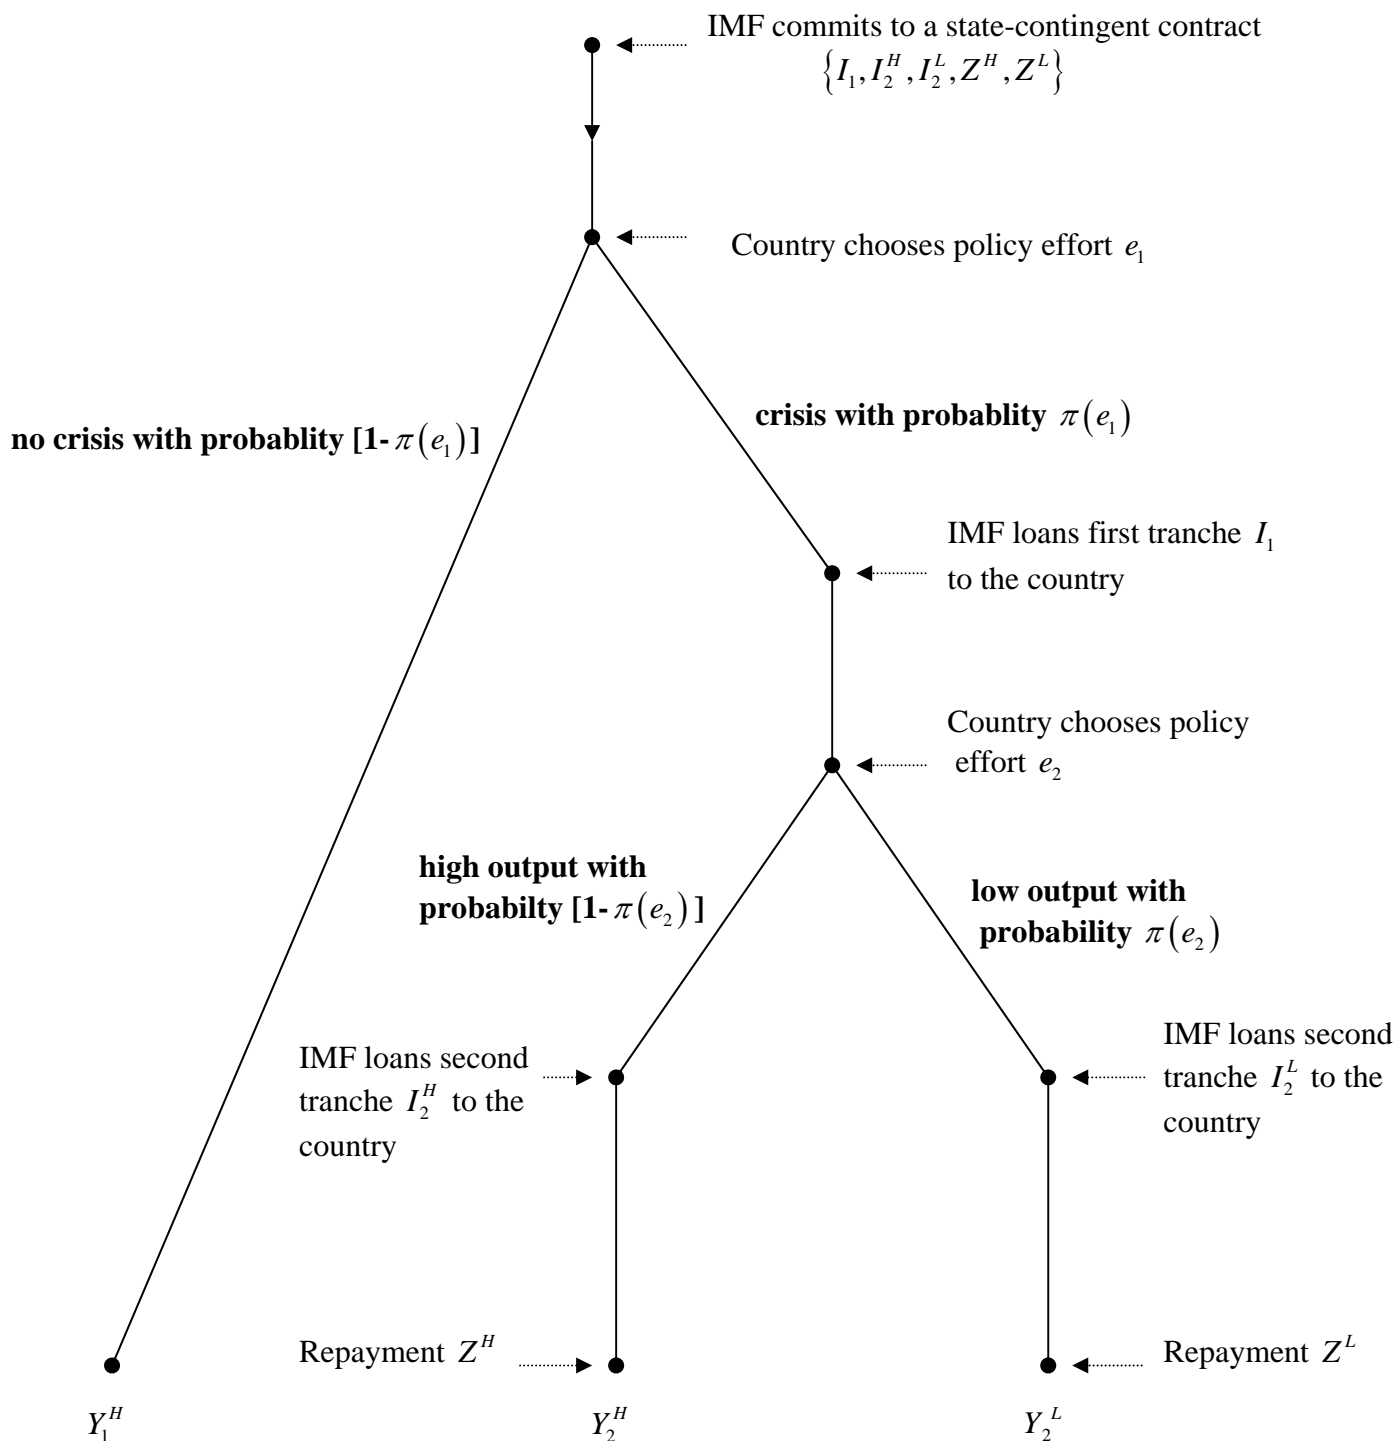 IMF commits to a state-contingent contract
{I₁, I₂ᴴ, I₂ᴸ, Zᴴ, Zᴸ}
Country chooses policy effort e₁
no crisis with probablity [1- π(e₁)]
crisis with probablity π(e₁)
IMF loans first tranche I₁
to the country
Country chooses policy
effort e₂
high output with
probabilty [1- π(e₂)]
low output with
probability π(e₂)
IMF loans second
tranche I₂ᴴ to the
country
IMF loans second
tranche I₂ᴸ to the
country
Repayment Zᴴ
Repayment Zᴸ
Y₁ᴴ
Y₂ᴴ
Y₂ᴸ